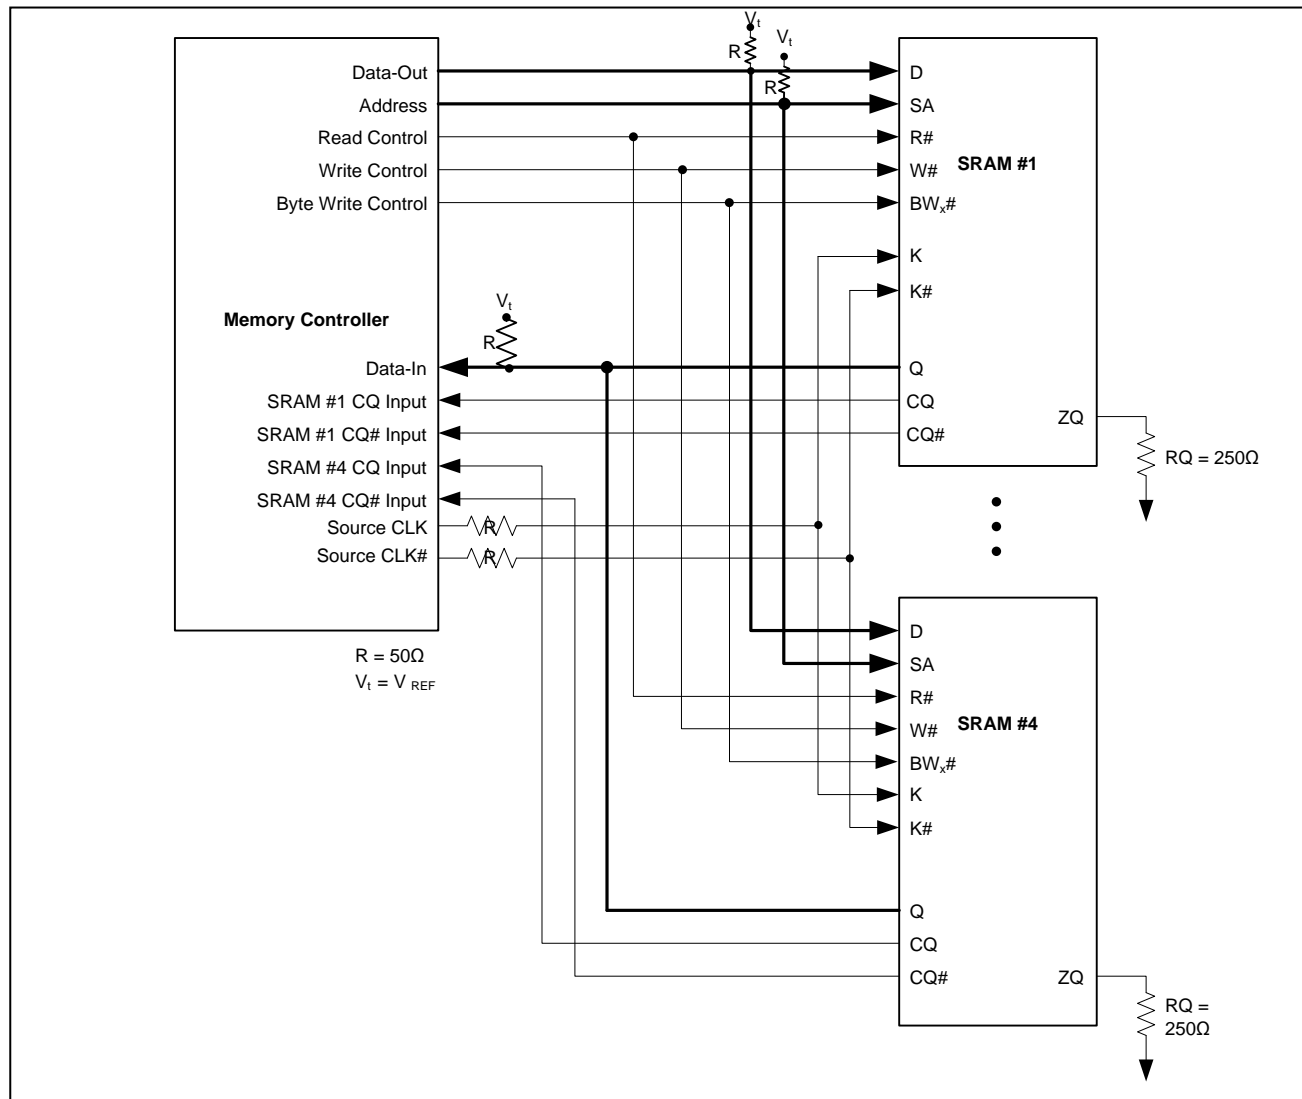 Vt
R
Vt
R
Data-Out
Address
Read Control
Write Control
Byte Write Control
Memory Controller
Vt
R
Data-In
SRAM #1 CQ Input
SRAM #1 CQ# Input
SRAM #4 CQ Input
SRAM #4 CQ# Input
Source CLK
R
Source CLK#
R
R = 50Ω
Vt = V REF
D
SA
R#
W#
SRAM #1
BWx#
K
K#
Q
CQ
CQ#
ZQ
RQ = 250Ω
D
SA
R#
W#
SRAM #4
BWx#
K
K#
Q
CQ
CQ#
ZQ
RQ =
250Ω